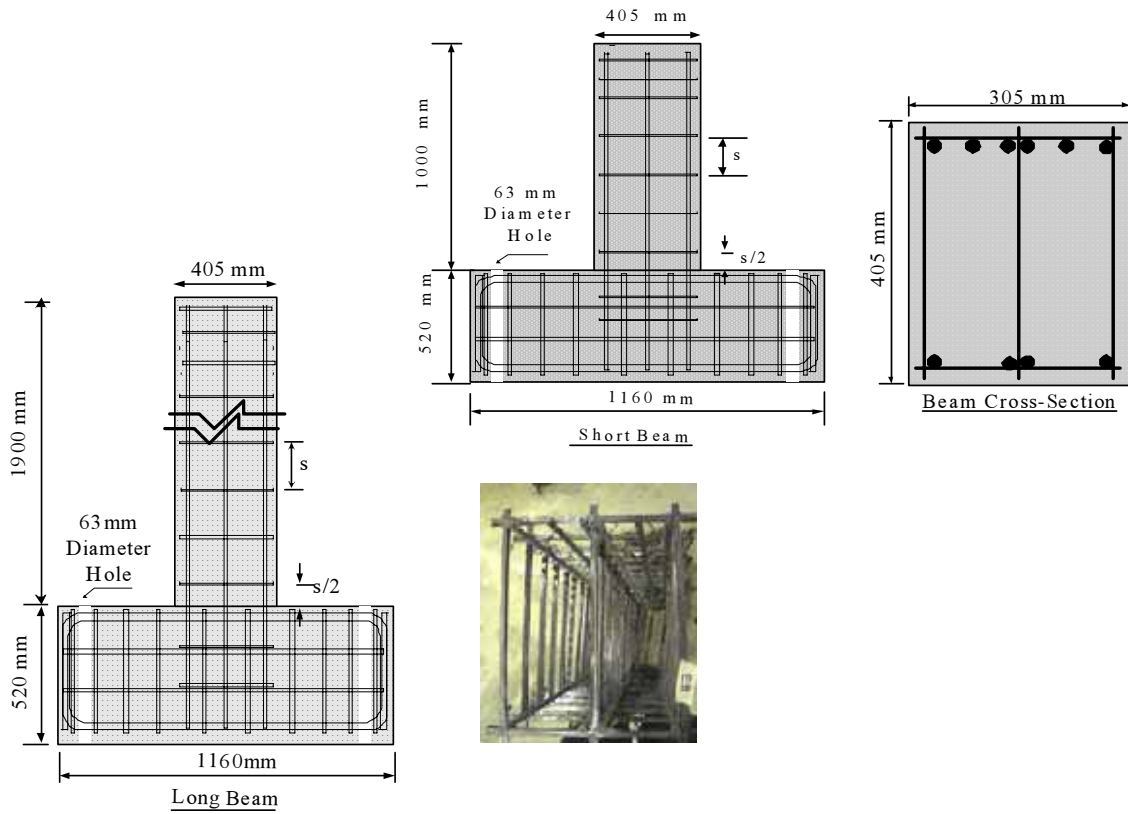 405 mm
1000 mm
s
63 mm
Diameter
Hole
s/2
520 mm
1160 mm
Short Beam
305 mm
405 mm
Beam Cross-Section
405 mm
1900 mm
s
63mm
Diameter
Hole
s/2
520 mm
1160mm
Long Beam